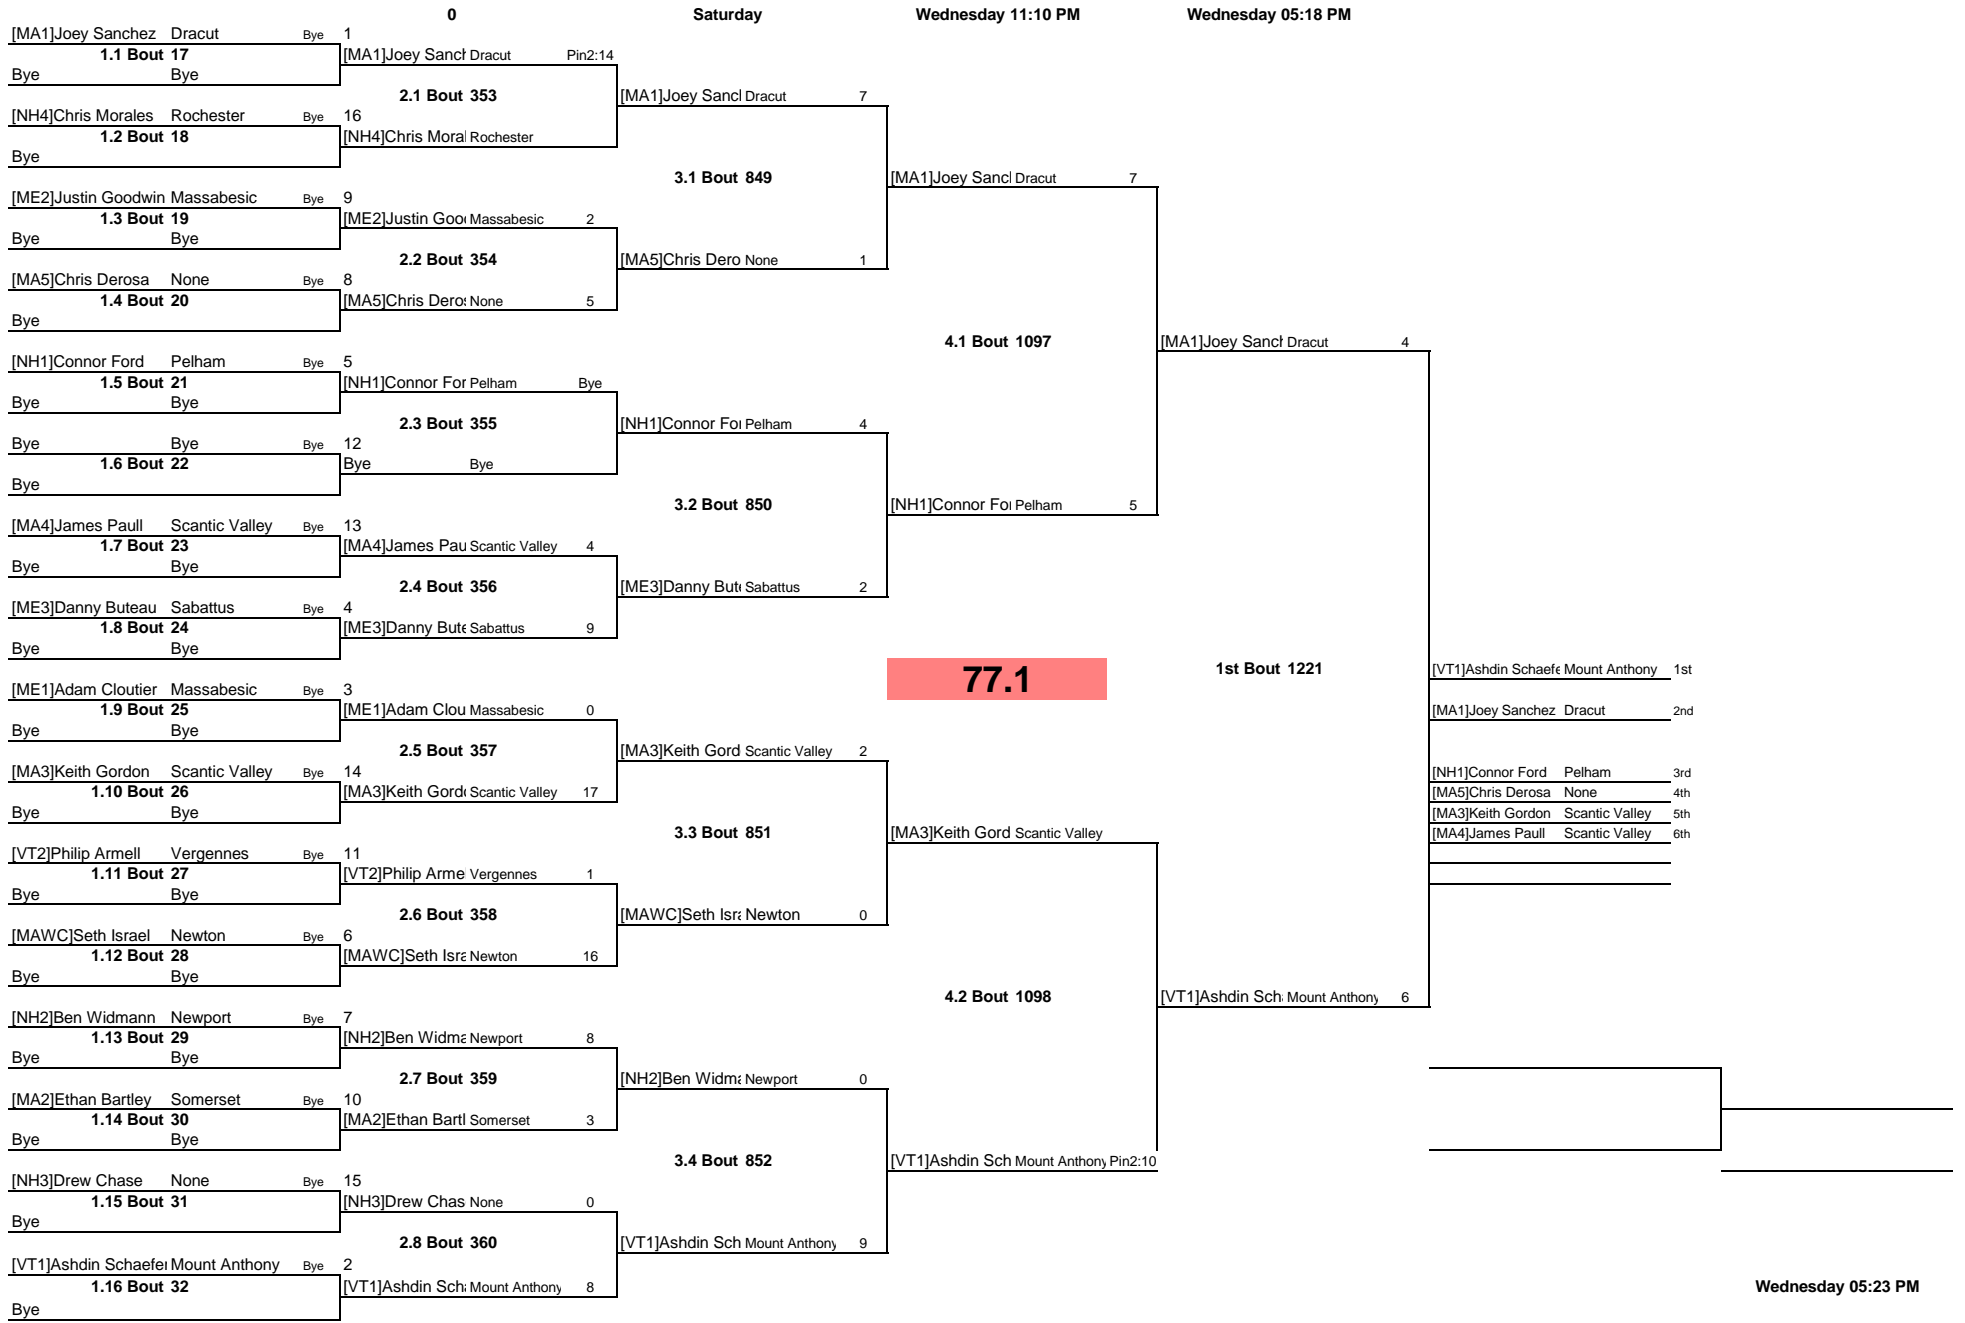 0 Saturday Wednesday 11:10 PM Wednesday 05:18 PM
[MA1]Joey Sanchez Dracut Bye 1
1.1 Bout 17 [MA1]Joey Sancl Dracut Pin2:14
Bye Bye
2.1 Bout 353 [MA1]Joey Sancl Dracut 7
[NH4]Chris Morales Rochester Bye 16
1.2 Bout 18 [NH4]Chris Moral Rochester
Bye
3.1 Bout 849 [MA1]Joey Sancl Dracut 7
[ME2]Justin Goodwin Massabesic Bye 9
1.3 Bout 19 [ME2]Justin Goo Massabesic 2
Bye Bye
2.2 Bout 354 [MA5]Chris Dero None 1
[MA5]Chris Derosa None Bye 8
1.4 Bout 20 [MA5]Chris Dero None 5
Bye
4.1 Bout 1097 [MA1]Joey Sancl Dracut 4
[NH1]Connor Ford Pelham Bye 5
1.5 Bout 21 [NH1]Connor For Pelham Bye
Bye Bye
2.3 Bout 355 [NH1]Connor Fo Pelham 4
Bye Bye Bye 12
1.6 Bout 22 Bye Bye
Bye
3.2 Bout 850 [NH1]Connor Fo Pelham 5
[MA4]James Paull Scantic Valley Bye 13
1.7 Bout 23 [MA4]James Pau Scantic Valley 4
Bye Bye
2.4 Bout 356 [ME3]Danny But Sabattus 2
[ME3]Danny Buteau Sabattus Bye 4
1.8 Bout 24 [ME3]Danny Bute Sabattus 9
Bye Bye
77.1 1st Bout 1221 [VT1]Ashdin Schaefe Mount Anthony 1st
[ME1]Adam Cloutier Massabesic Bye 3
1.9 Bout 25 [ME1]Adam Clou Massabesic 0 [MA1]Joey Sanchez Dracut 2nd
Bye Bye
2.5 Bout 357 [MA3]Keith Gord Scantic Valley 2
[MA3]Keith Gordon Scantic Valley Bye 14 [NH1]Connor Ford Pelham 3rd
1.10 Bout 26 [MA3]Keith Gord Scantic Valley 17 [MA5]Chris Derosa None 4th
Bye Bye [MA3]Keith Gordon Scantic Valley 5th
3.3 Bout 851 [MA3]Keith Gord Scantic Valley [MA4]James Paull Scantic Valley 6th
[VT2]Philip Armell Vergennes Bye 11
1.11 Bout 27 [VT2]Philip Arme Vergennes 1
Bye Bye
2.6 Bout 358 [MAWC]Seth Isra Newton 0
[MAWC]Seth Israel Newton Bye 6
1.12 Bout 28 [MAWC]Seth Isra Newton 16
Bye Bye
4.2 Bout 1098 [VT1]Ashdin Sch Mount Anthony 6
[NH2]Ben Widmann Newport Bye 7
1.13 Bout 29 [NH2]Ben Widma Newport 8
Bye Bye
2.7 Bout 359 [NH2]Ben Widm Newport 0
[MA2]Ethan Bartley Somerset Bye 10
1.14 Bout 30 [MA2]Ethan Bartl Somerset 3
Bye Bye
3.4 Bout 852 [VT1]Ashdin Sch Mount Anthony Pin2:10
[NH3]Drew Chase None Bye 15
1.15 Bout 31 [NH3]Drew Chas None 0
Bye
2.8 Bout 360 [VT1]Ashdin Sch Mount Anthony 9
[VT1]Ashdin Schaefer Mount Anthony Bye 2
1.16 Bout 32 [VT1]Ashdin Sch Mount Anthony 8 Wednesday 05:23 PM
Bye